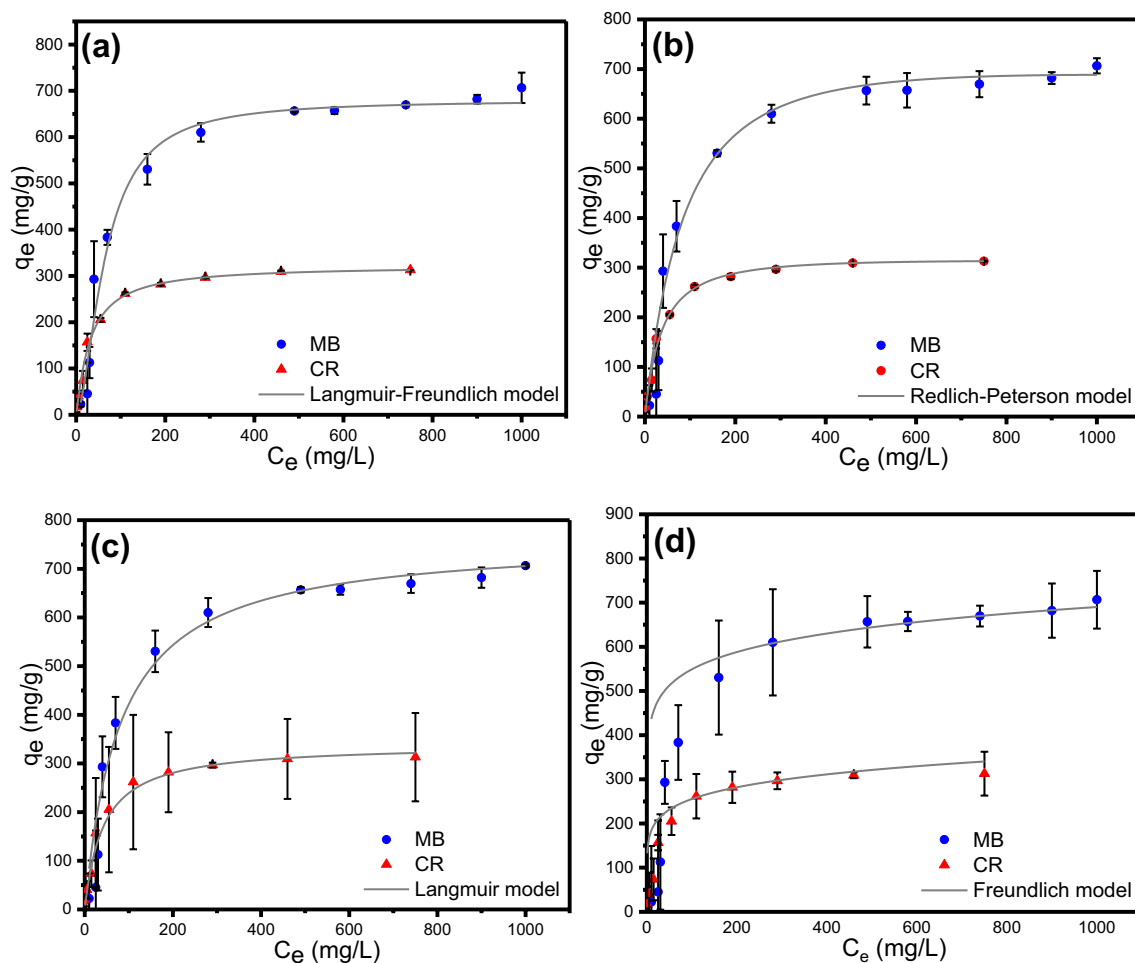 (a)
800
700
600
500
400
300
200
100
0
qe (mg/g)
MB
CR
Langmuir-Freundlich model
0 200 400 600 800 1000
Ce (mg/L)
(b)
800
700
600
500
400
300
200
100
0
qe (mg/g)
MB
CR
Redlich-Peterson model
0 200 400 600 800 1000
Ce (mg/L)
(c)
800
700
600
500
400
300
200
100
0
qe (mg/g)
MB
CR
Langmuir model
0 200 400 600 800 1000
Ce (mg/L)
(d)
900
800
700
600
500
400
300
200
100
0
qe (mg/g)
MB
CR
Freundlich model
0 200 400 600 800 1000
Ce (mg/L)